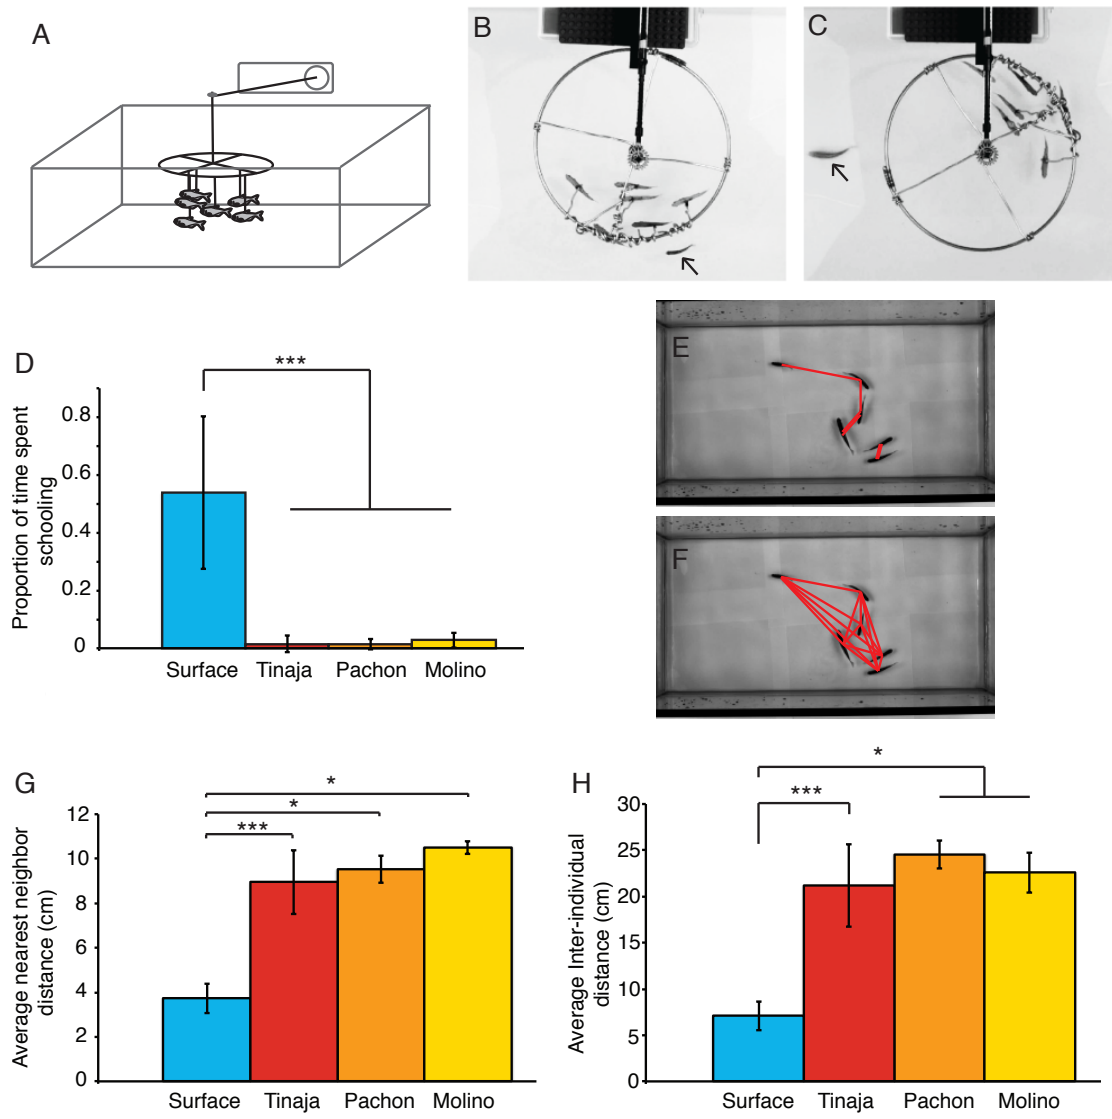 A
B
C
D
***
Proportion of time spent
schooling
0.8
0.6
0.4
0.2
0
Surface
Tinaja
Pachon
Molino
E
F
G
*
*
***
Average nearest neighbor
distance (cm)
12
10
8
6
4
2
0
Surface
Tinaja
Pachon
Molino
H
*
***
Average Inter-individual
distance (cm)
30
25
20
15
10
5
0
Surface
Tinaja
Pachon
Molino